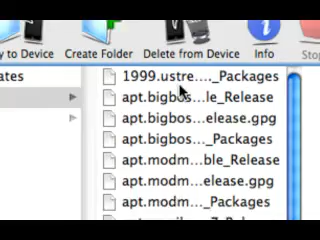 y to Device Create Folder Delete from Device Info Stop
ates
1999.ustre...._Packages
apt.bigbos...le_Release
apt.bigbos...elease.gpg
apt.bigbos..._Packages
apt.modm...ble_Release
apt.modm...elease.gpg
apt.modm..._Packages